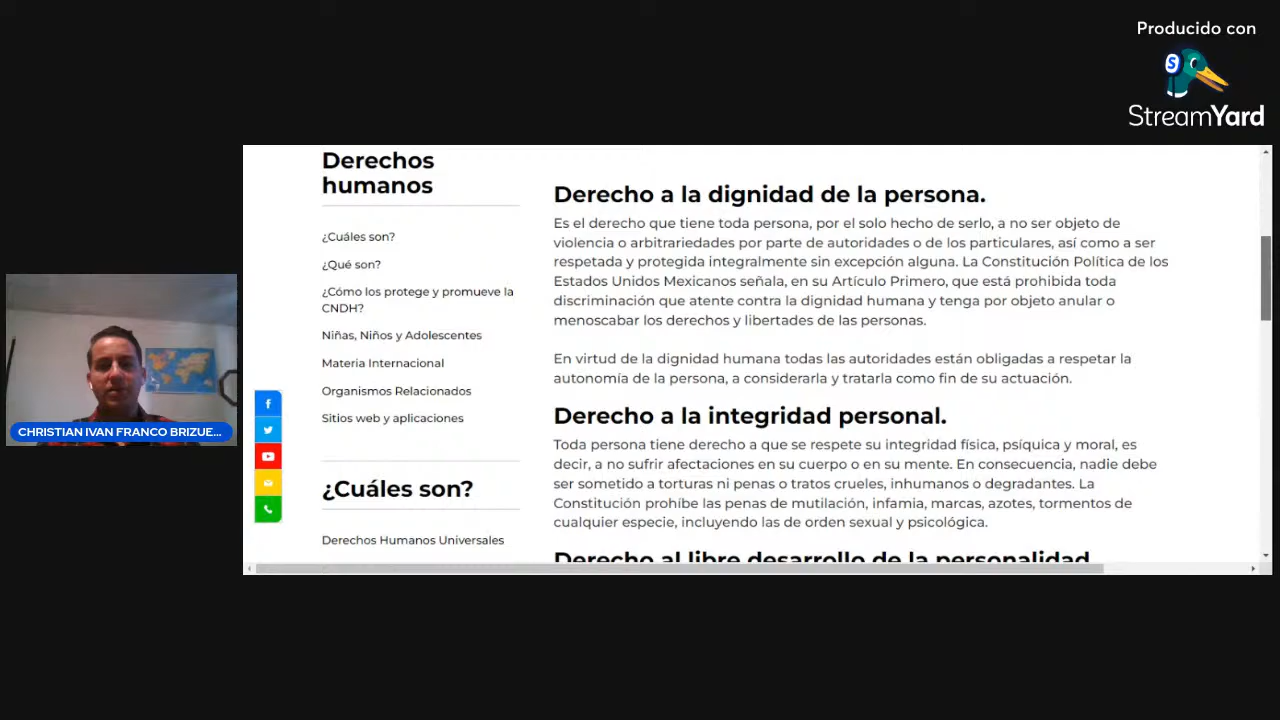 Producido con
StreamYard
Derechos
humanos
¿Cuáles son?
¿Qué son?
¿Cómo los protege y promueve la
CNDH?
Niñas, Niños y Adolescentes
Materia Internacional
Organismos Relacionados
Sitios web y aplicaciones
¿Cuáles son?
Derechos Humanos Universales
Derecho a la dignidad de la persona.
Es el derecho que tiene toda persona, por el solo hecho de serlo, a no ser objeto de
violencia o arbitrariedades por parte de autoridades o de los particulares, así como a ser
respetada y protegida integralmente sin excepción alguna. La Constitución Política de los
Estados Unidos Mexicanos señala, en su Artículo Primero, que está prohibida toda
discriminación que atente contra la dignidad humana y tenga por objeto anular o
menoscabar los derechos y libertades de las personas.
En virtud de la dignidad humana todas las autoridades están obligadas a respetar la
autonomía de la persona, a considerarla y tratarla como fin de su actuación.
Derecho a la integridad personal.
Toda persona tiene derecho a que se respete su integridad física, psíquica y moral, es
decir, a no sufrir afectaciones en su cuerpo o en su mente. En consecuencia, nadie debe
ser sometido a torturas ni penas o tratos crueles, inhumanos o degradantes. La
Constitución prohíbe las penas de mutilación, infamia, marcas, azotes, tormentos de
cualquier especie, incluyendo las de orden sexual y psicológica.
Derecho al libre desarrollo de la personalidad
CHRISTIAN IVAN FRANCO BRIZUE...